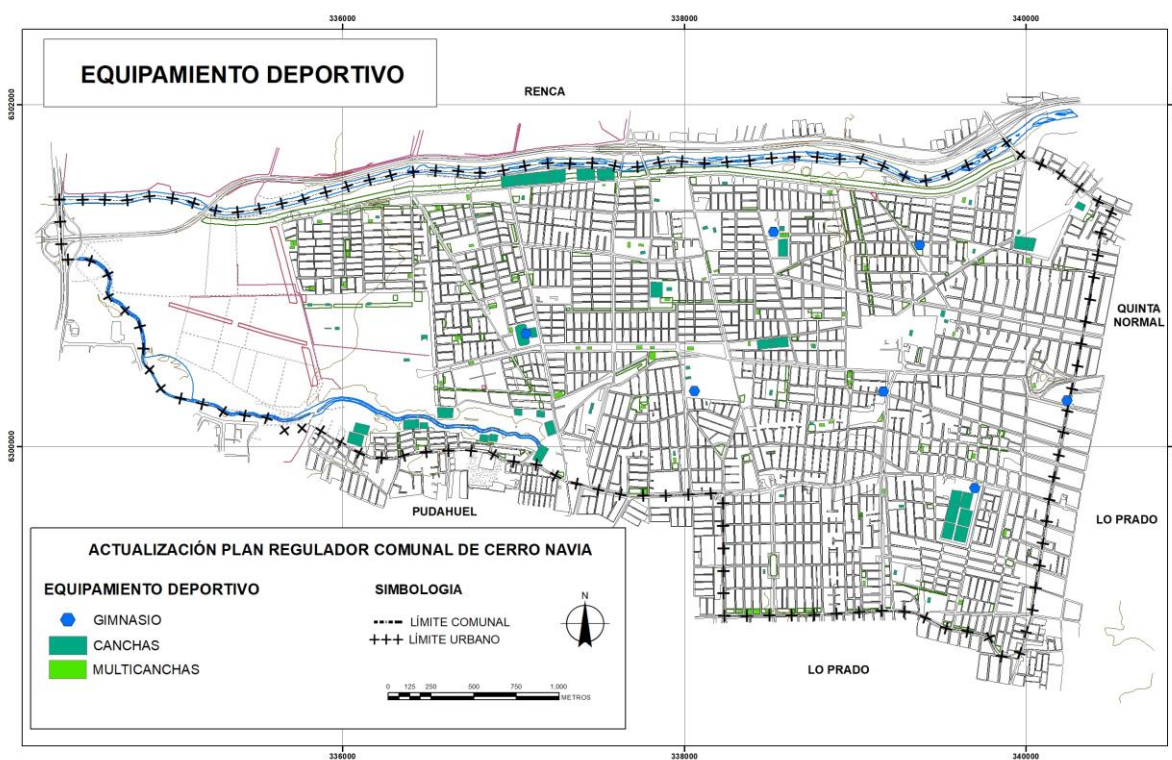 336000
338000
340000
EQUIPAMIENTO DEPORTIVO
RENCA
6302000
QUINTA
NORMAL
6300000
PUDAHUEL
LO PRADO
ACTUALIZACIÓN PLAN REGULADOR COMUNAL DE CERRO NAVIA
EQUIPAMIENTO DEPORTIVO
GIMNASIO
CANCHAS
MULTICANCHAS
SIMBOLOGIA
LÍMITE COMUNAL
LÍMITE URBANO
N
0 125 250 500 750 1.000
METROS
LO PRADO
336000
338000
340000